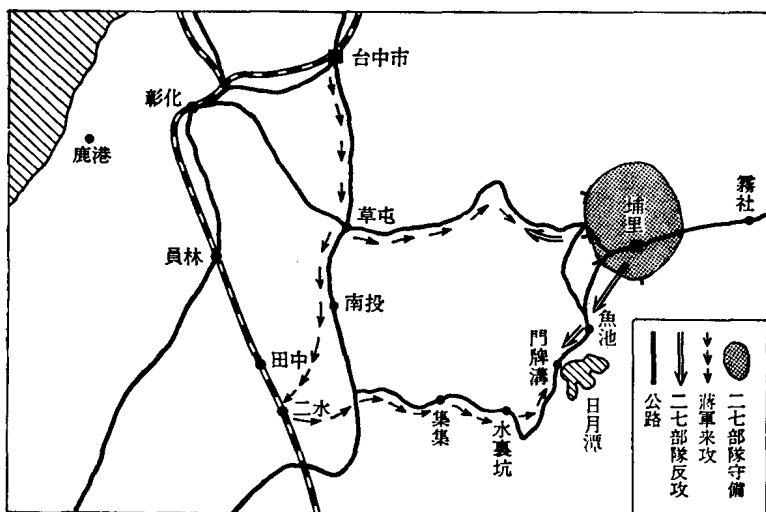 台中市
彰化
鹿港
草屯
埔里
霧社
員林
南投
魚池
門牌溝
田中
日月潭
二水
集集
水裏坑
二七部隊守備
蔣軍来攻
二七部隊反攻
公路